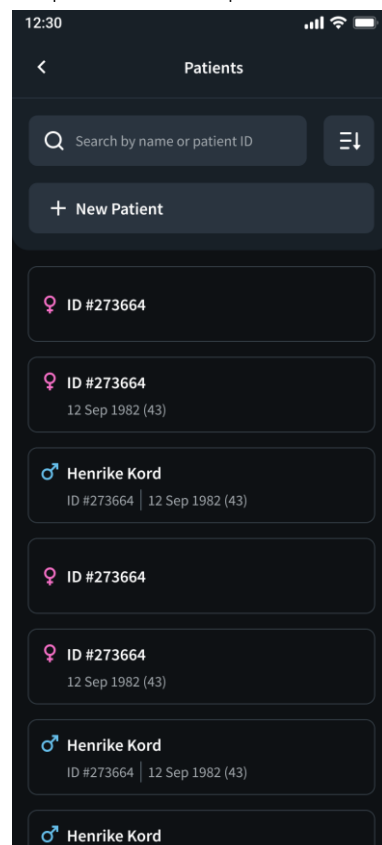 12:30
Patients
Search by name or patient ID
New Patient
ID #273664
ID #273664
12 Sep 1982 (43)
Henrike Kord
ID #273664 | 12 Sep 1982 (43)
ID #273664
ID #273664
12 Sep 1982 (43)
Henrike Kord
ID #273664 | 12 Sep 1982 (43)
Henrike Kord